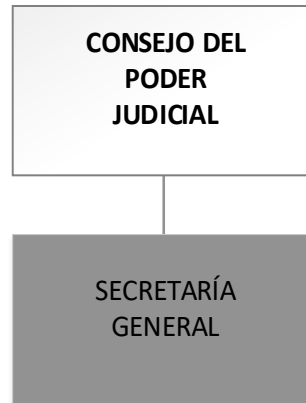 CONSEJO DEL
PODER
JUDICIAL
SECRETARÍA
GENERAL